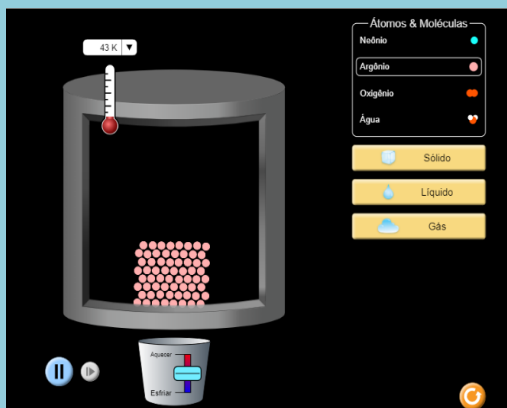 43 K
Átomos & Moléculas
Neônio
Argônio
Oxigênio
Água
Sólido
Líquido
Gás
Aquecer
Esfriar